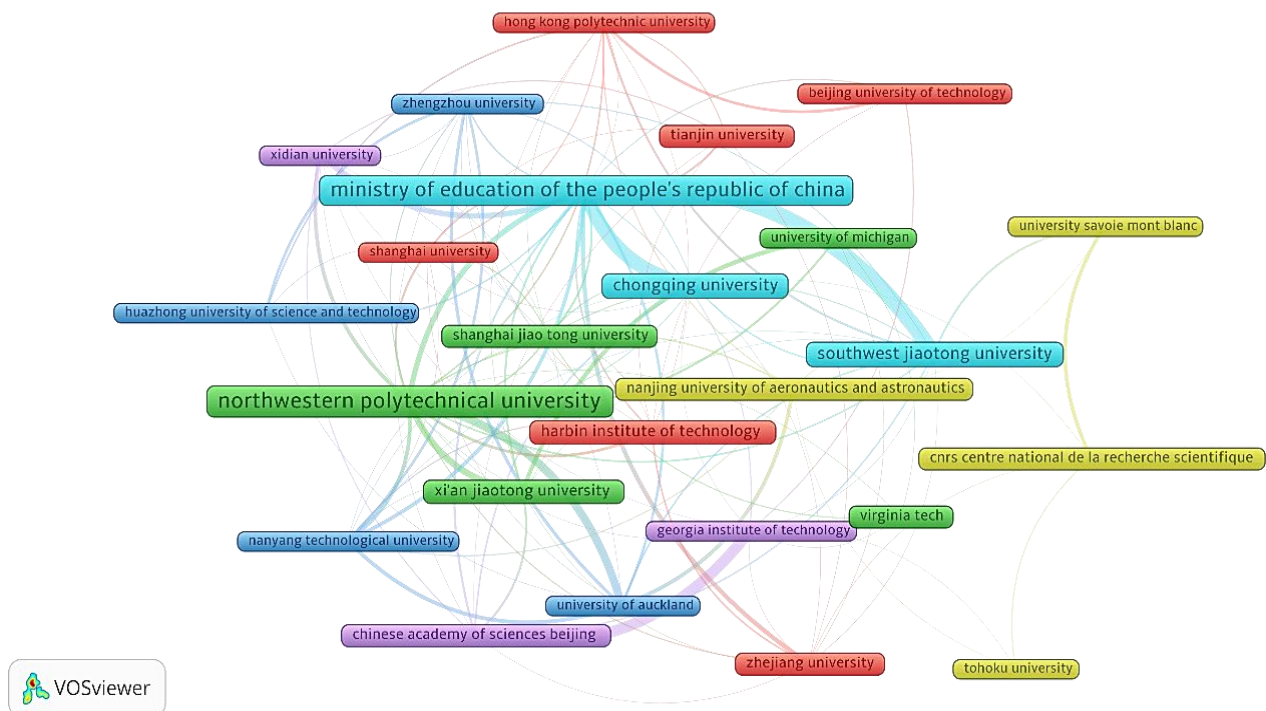 hong kong polytechnic university
beijing university of technology
zhengzhou university
tianjin university
xidian university
ministry of education of the people's republic of china
university savoie mont blanc
university of michigan
shanghai university
chongqing university
huazhong university of science and technology
shanghai jiao tong university
southwest jiaotong university
nanjing university of aeronautics and astronautics
northwestern polytechnical university
harbin institute of technology
cnrs centre national de la recherche scientifique
xi'an jiaotong university
virginia tech
georgia institute of technology
nanyang technological university
university of auckland
chinese academy of sciences beijing
zhejiang university
tohoku university
VOSviewer